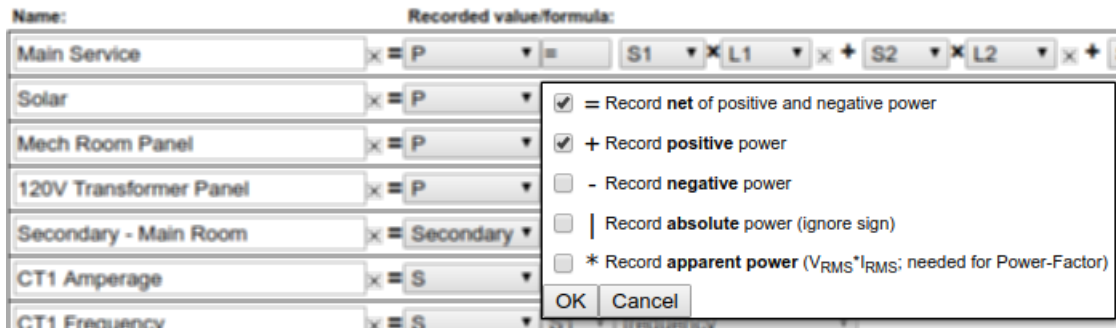 Name: Recorded value/formula:
Main Service × = P ▼ = S1 ▼ × L1 ▼ × + S2 ▼ × L2 ▼ × +
Solar × = P ▼
= Record net of positive and negative power
Mech Room Panel × = P ▼
+ Record positive power
120V Transformer Panel × = P ▼
- Record negative power
Secondary - Main Room × = Secondary ▼
| Record absolute power (ignore sign)
CT1 Amperage × = S ▼
* Record apparent power (VRMS*IRMS; needed for Power-Factor)
OK Cancel
CT1 Frequency × = S ▼